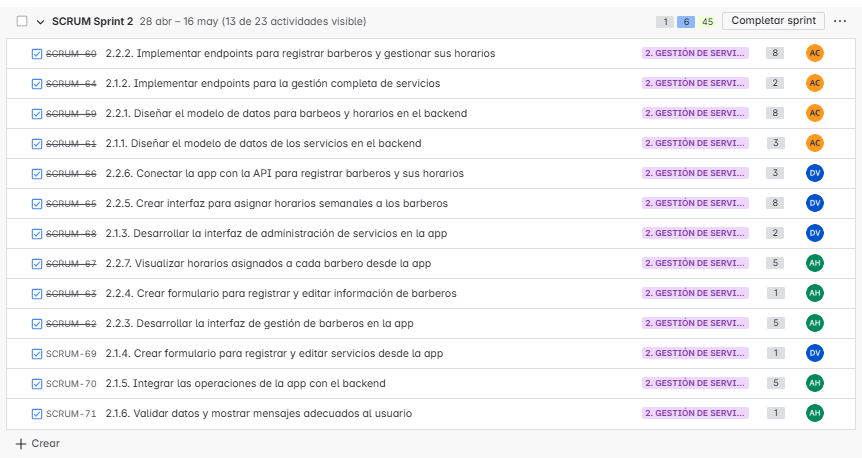 SCRUM Sprint 2 28 abr – 16 may (13 de 23 actividades visible) 1 6 45 Completar sprint ...
SCRUM-60 2.2.2. Implementar endpoints para registrar barberos y gestionar sus horarios 2. GESTIÓN DE SERVI... 8 AC
SCRUM-64 2.1.2. Implementar endpoints para la gestión completa de servicios 2. GESTIÓN DE SERVI... 2 AC
SCRUM-59 2.2.1. Diseñar el modelo de datos para barbeos y horarios en el backend 2. GESTIÓN DE SERVI... 8 AC
SCRUM-61 2.1.1. Diseñar el modelo de datos de los servicios en el backend 2. GESTIÓN DE SERVI... 3 AC
SCRUM-66 2.2.6. Conectar la app con la API para registrar barberos y sus horarios 2. GESTIÓN DE SERVI... 3 DV
SCRUM-65 2.2.5. Crear interfaz para asignar horarios semanales a los barberos 2. GESTIÓN DE SERVI... 8 DV
SCRUM-68 2.1.3. Desarrollar la interfaz de administración de servicios en la app 2. GESTIÓN DE SERVI... 2 DV
SCRUM-67 2.2.7. Visualizar horarios asignados a cada barbero desde la app 2. GESTIÓN DE SERVI... 5 AH
SCRUM-63 2.2.4. Crear formulario para registrar y editar información de barberos 2. GESTIÓN DE SERVI... 1 AH
SCRUM-62 2.2.3. Desarrollar la interfaz de gestión de barberos en la app 2. GESTIÓN DE SERVI... 5 AH
SCRUM-69 2.1.4. Crear formulario para registrar y editar servicios desde la app 2. GESTIÓN DE SERVI... 1 DV
SCRUM-70 2.1.5. Integrar las operaciones de la app con el backend 2. GESTIÓN DE SERVI... 5 AH
SCRUM-71 2.1.6. Validar datos y mostrar mensajes adecuados al usuario 2. GESTIÓN DE SERVI... 1 AH
+ Crear